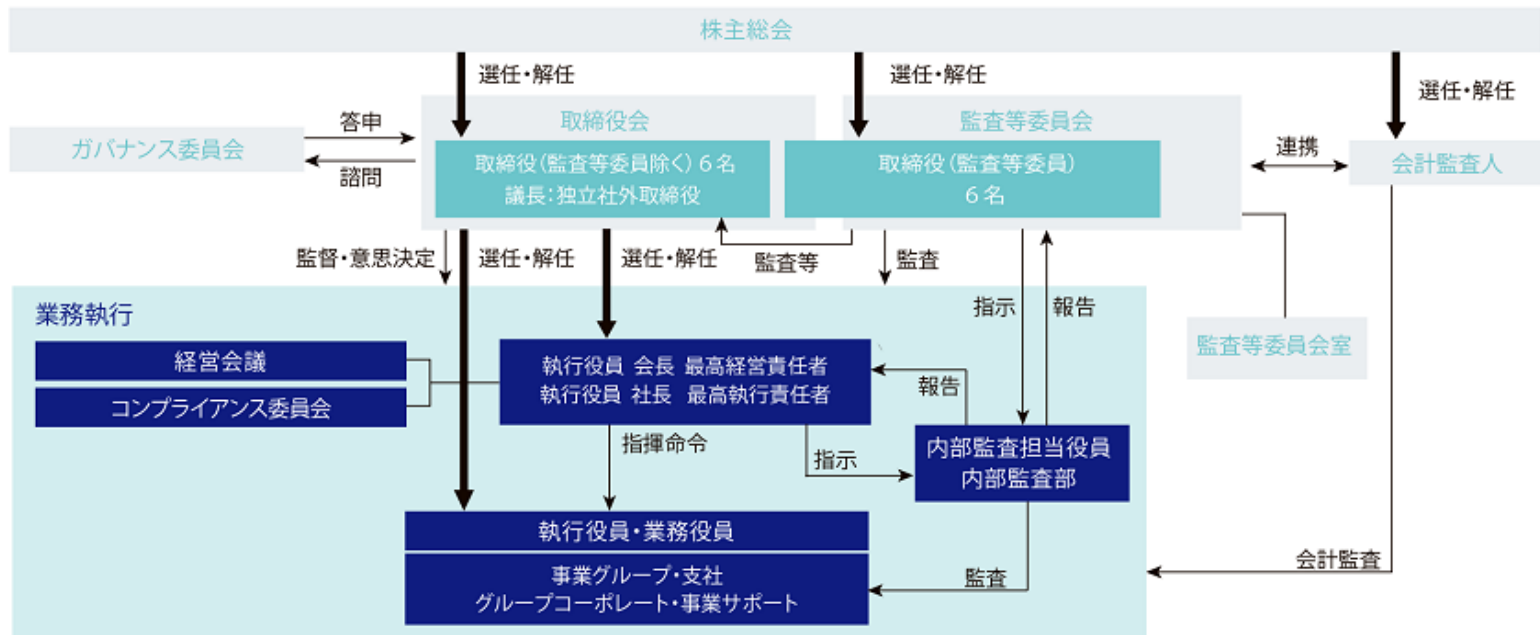 株主総会
選任・解任
選任・解任
選任・解任
答申
ガバナンス委員会
諮問
取締役会
取締役（監査等委員除く）6名
議長：独立社外取締役
監査等委員会
取締役（監査等委員）
6名
連携
会計監査人
監督・意思決定
選任・解任
選任・解任
監査等
監査
指示
報告
監査等委員会室
業務執行
経営会議
コンプライアンス委員会
執行役員 会長 最高経営責任者
執行役員 社長 最高執行責任者
報告
指揮命令
指示
内部監査担当役員
内部監査部
執行役員・業務役員
事業グループ・支社
グループコーポレート・事業サポート
監査
会計監査